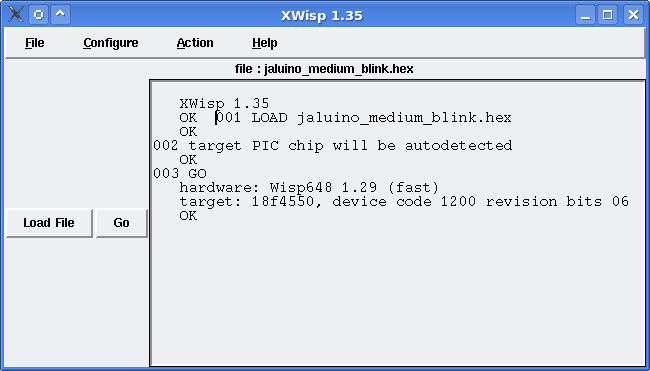 XWisp 1.35
File Configure Action Help
file : jaluino_medium_blink.hex
XWisp 1.35
OK 001 LOAD jaluino_medium_blink.hex
OK
002 target PIC chip will be autodetected
OK
003 GO
hardware: Wisp648 1.29 (fast)
target: 18f4550, device code 1200 revision bits 06
OK
Load File Go